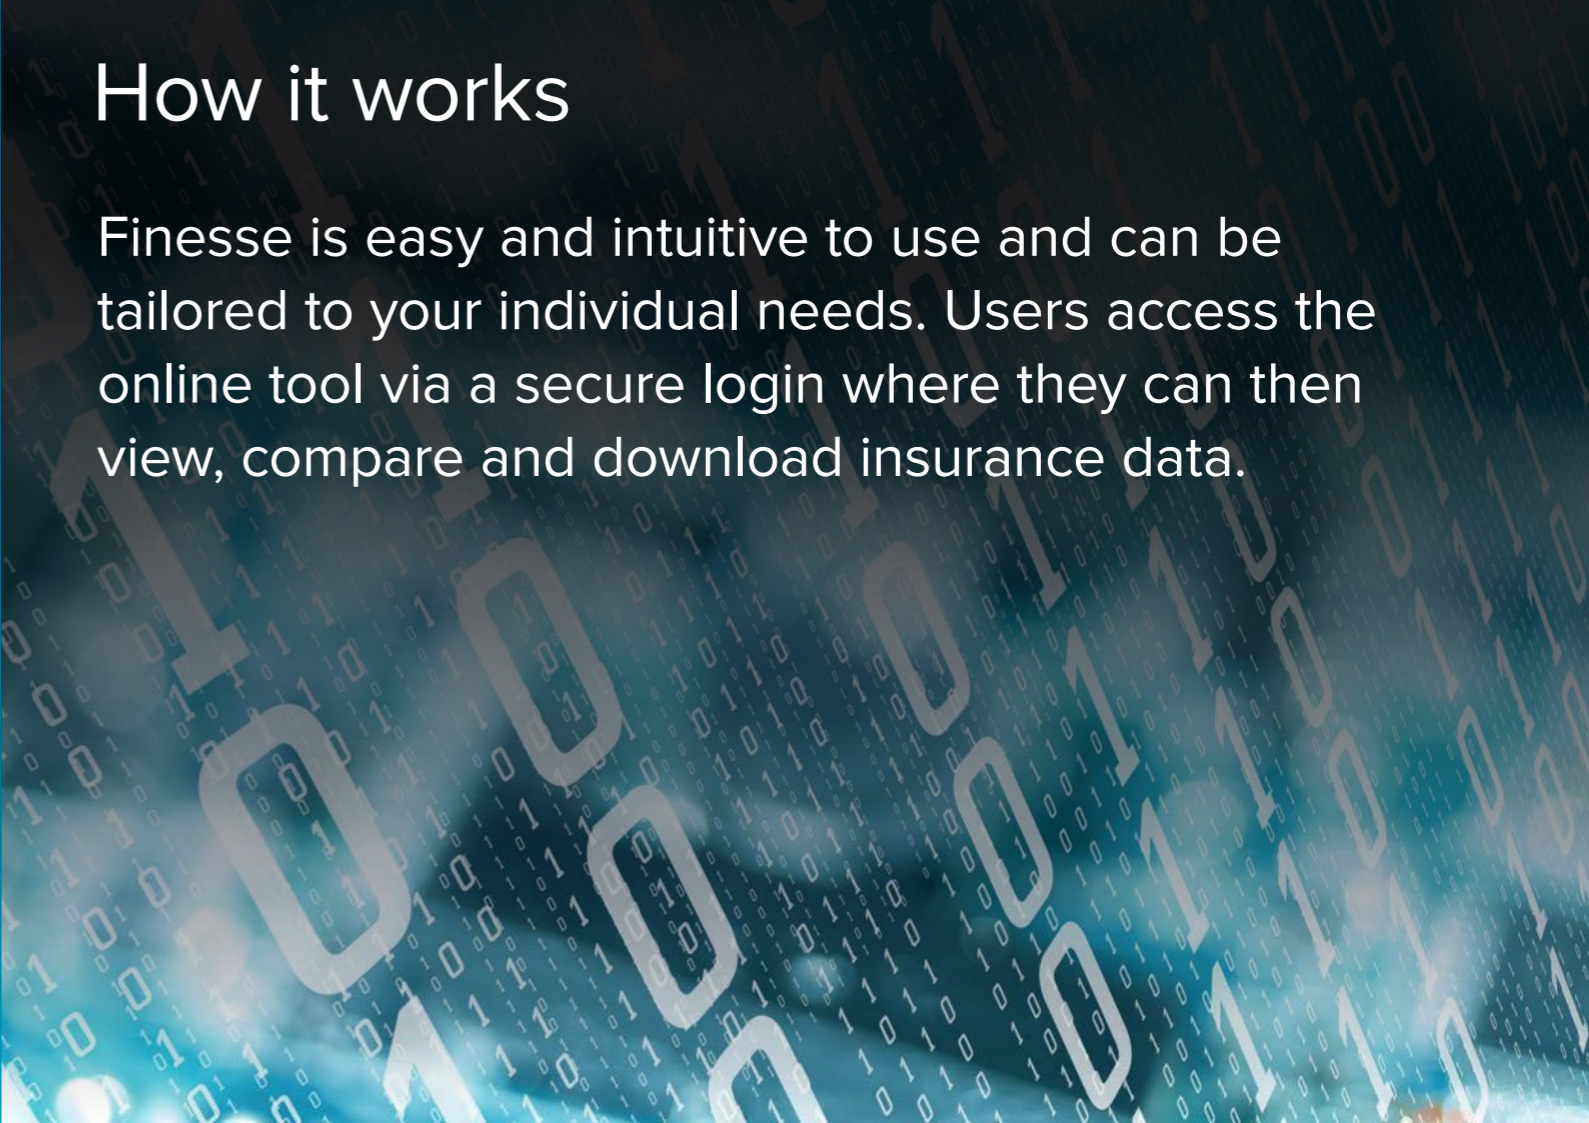 How it works
Finesse is easy and intuitive to use and can be
tailored to your individual needs. Users access the
online tool via a secure login where they can then
view, compare and download insurance data.